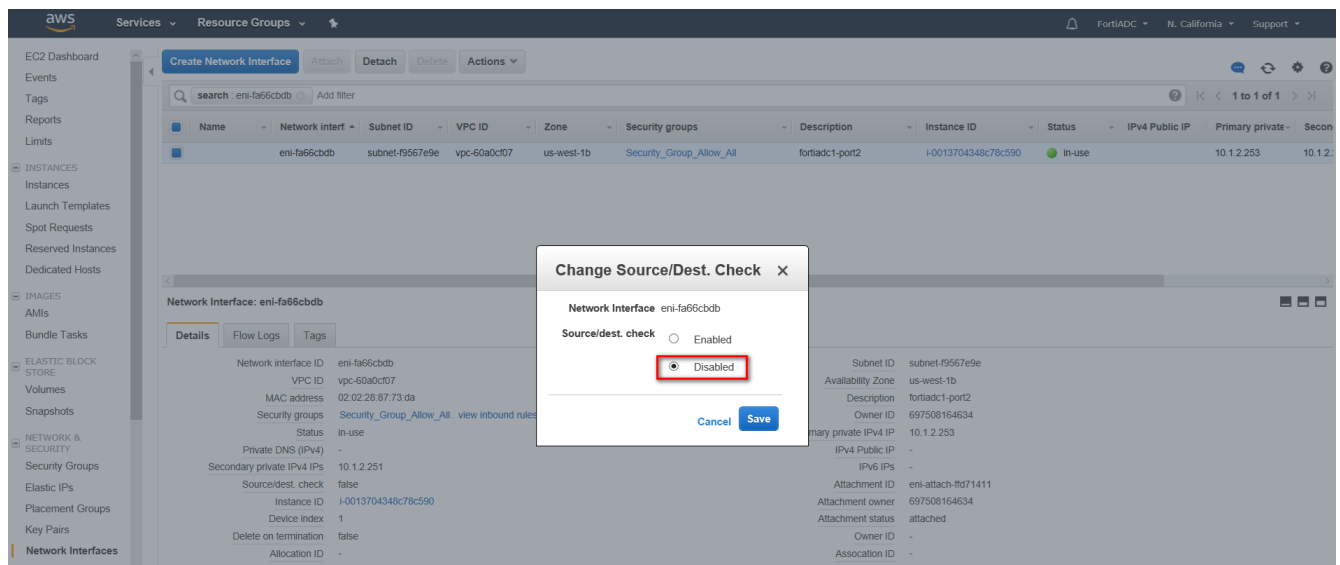 aws Services Resource Groups FortiADC N. California Support
EC2 Dashboard
Events
Tags
Reports
Limits
INSTANCES
Instances
Launch Templates
Spot Requests
Reserved Instances
Dedicated Hosts
IMAGES
AMIs
Bundle Tasks
ELASTIC BLOCK
STORE
Volumes
Snapshots
NETWORK &
SECURITY
Security Groups
Elastic IPs
Placement Groups
Key Pairs
Network Interfaces
Create Network Interface Attach Detach Delete Actions
search : eni-fa66cbdb Add filter 1 to 1 of 1
Name Network interf. Subnet ID VPC ID Zone Security groups Description Instance ID Status IPv4 Public IP Primary private Secon
eni-fa66cbdb subnet-f9567e9e vpc-60a0cf07 us-west-1b Security_Group_Allow_All fortiadc1-port2 i-0013704348c78c590 in-use 10.1.2.253 10.1.2.
Change Source/Dest. Check
Network Interface eni-fa66cbdb
Source/dest. check Enabled
Disabled
Cancel Save
Network Interface: eni-fa66cbdb
Details Flow Logs Tags
Network interface ID eni-fa66cbdb
VPC ID vpc-60a0cf07
MAC address 02:02:28:87:73:da
Security groups Security_Group_Allow_All . view inbound rules
Status in-use
Private DNS (IPv4) -
Secondary private IPv4 IPs 10.1.2.251
Source/dest. check false
Instance ID i-0013704348c78c590
Device index 1
Delete on termination false
Allocation ID -
Subnet ID subnet-f9567e9e
Availability Zone us-west-1b
Description fortiadc1-port2
Owner ID 697508164634
mary private IPv4 IP 10.1.2.253
IPv4 Public IP -
IPv6 IPs -
Attachment ID eni-attach-ffd71411
Attachment owner 697508164634
Attachment status attached
Owner ID -
Assocation ID -